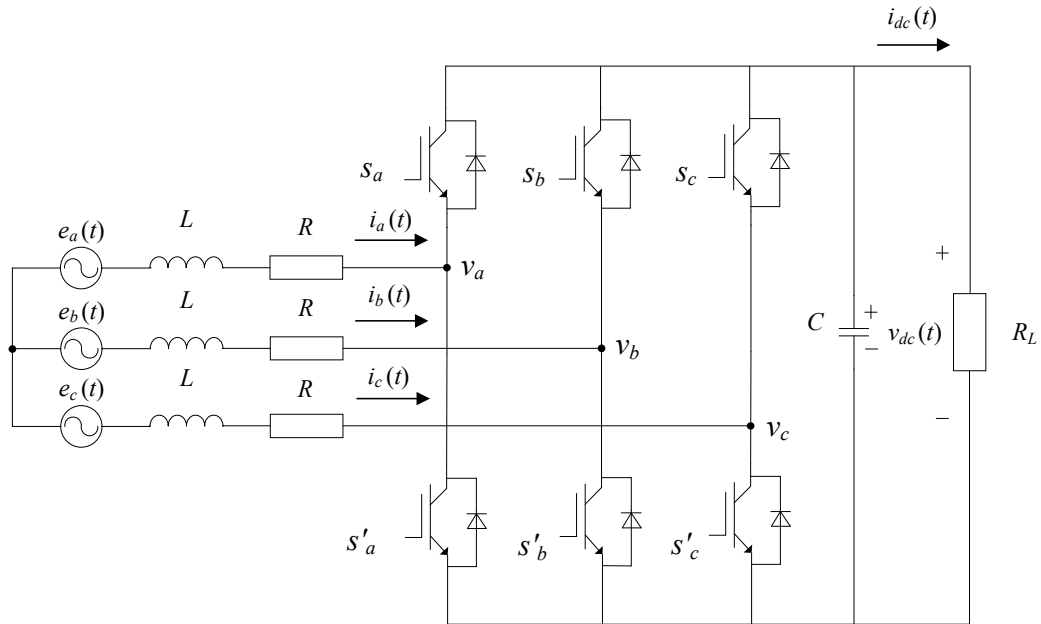 i_dc(t)
s_a
s_b
s_c
e_a(t)
L
R
i_a(t)
v_a
e_b(t)
L
R
i_b(t)
v_b
e_c(t)
L
R
i_c(t)
v_c
+
C
+
−
v_dc(t)
R_L
−
s'_a
s'_b
s'_c